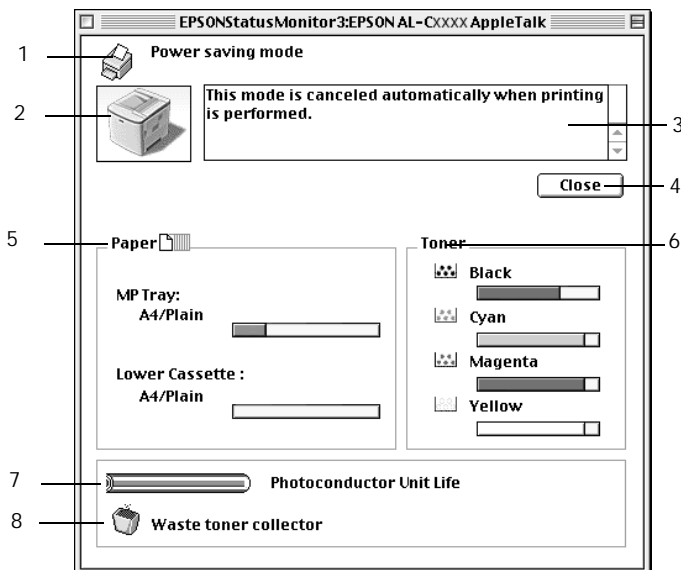 EPSONStatusMonitor3:EPSON AL-CXXXX AppleTalk
1
Power saving mode
2
This mode is canceled automatically when printing
is performed.
3
Close
4
5
Paper
Toner
6
Black
MP Tray:
A4/Plain
Cyan
Magenta
Lower Cassette :
A4/Plain
Yellow
7
Photoconductor Unit Life
8
Waste toner collector